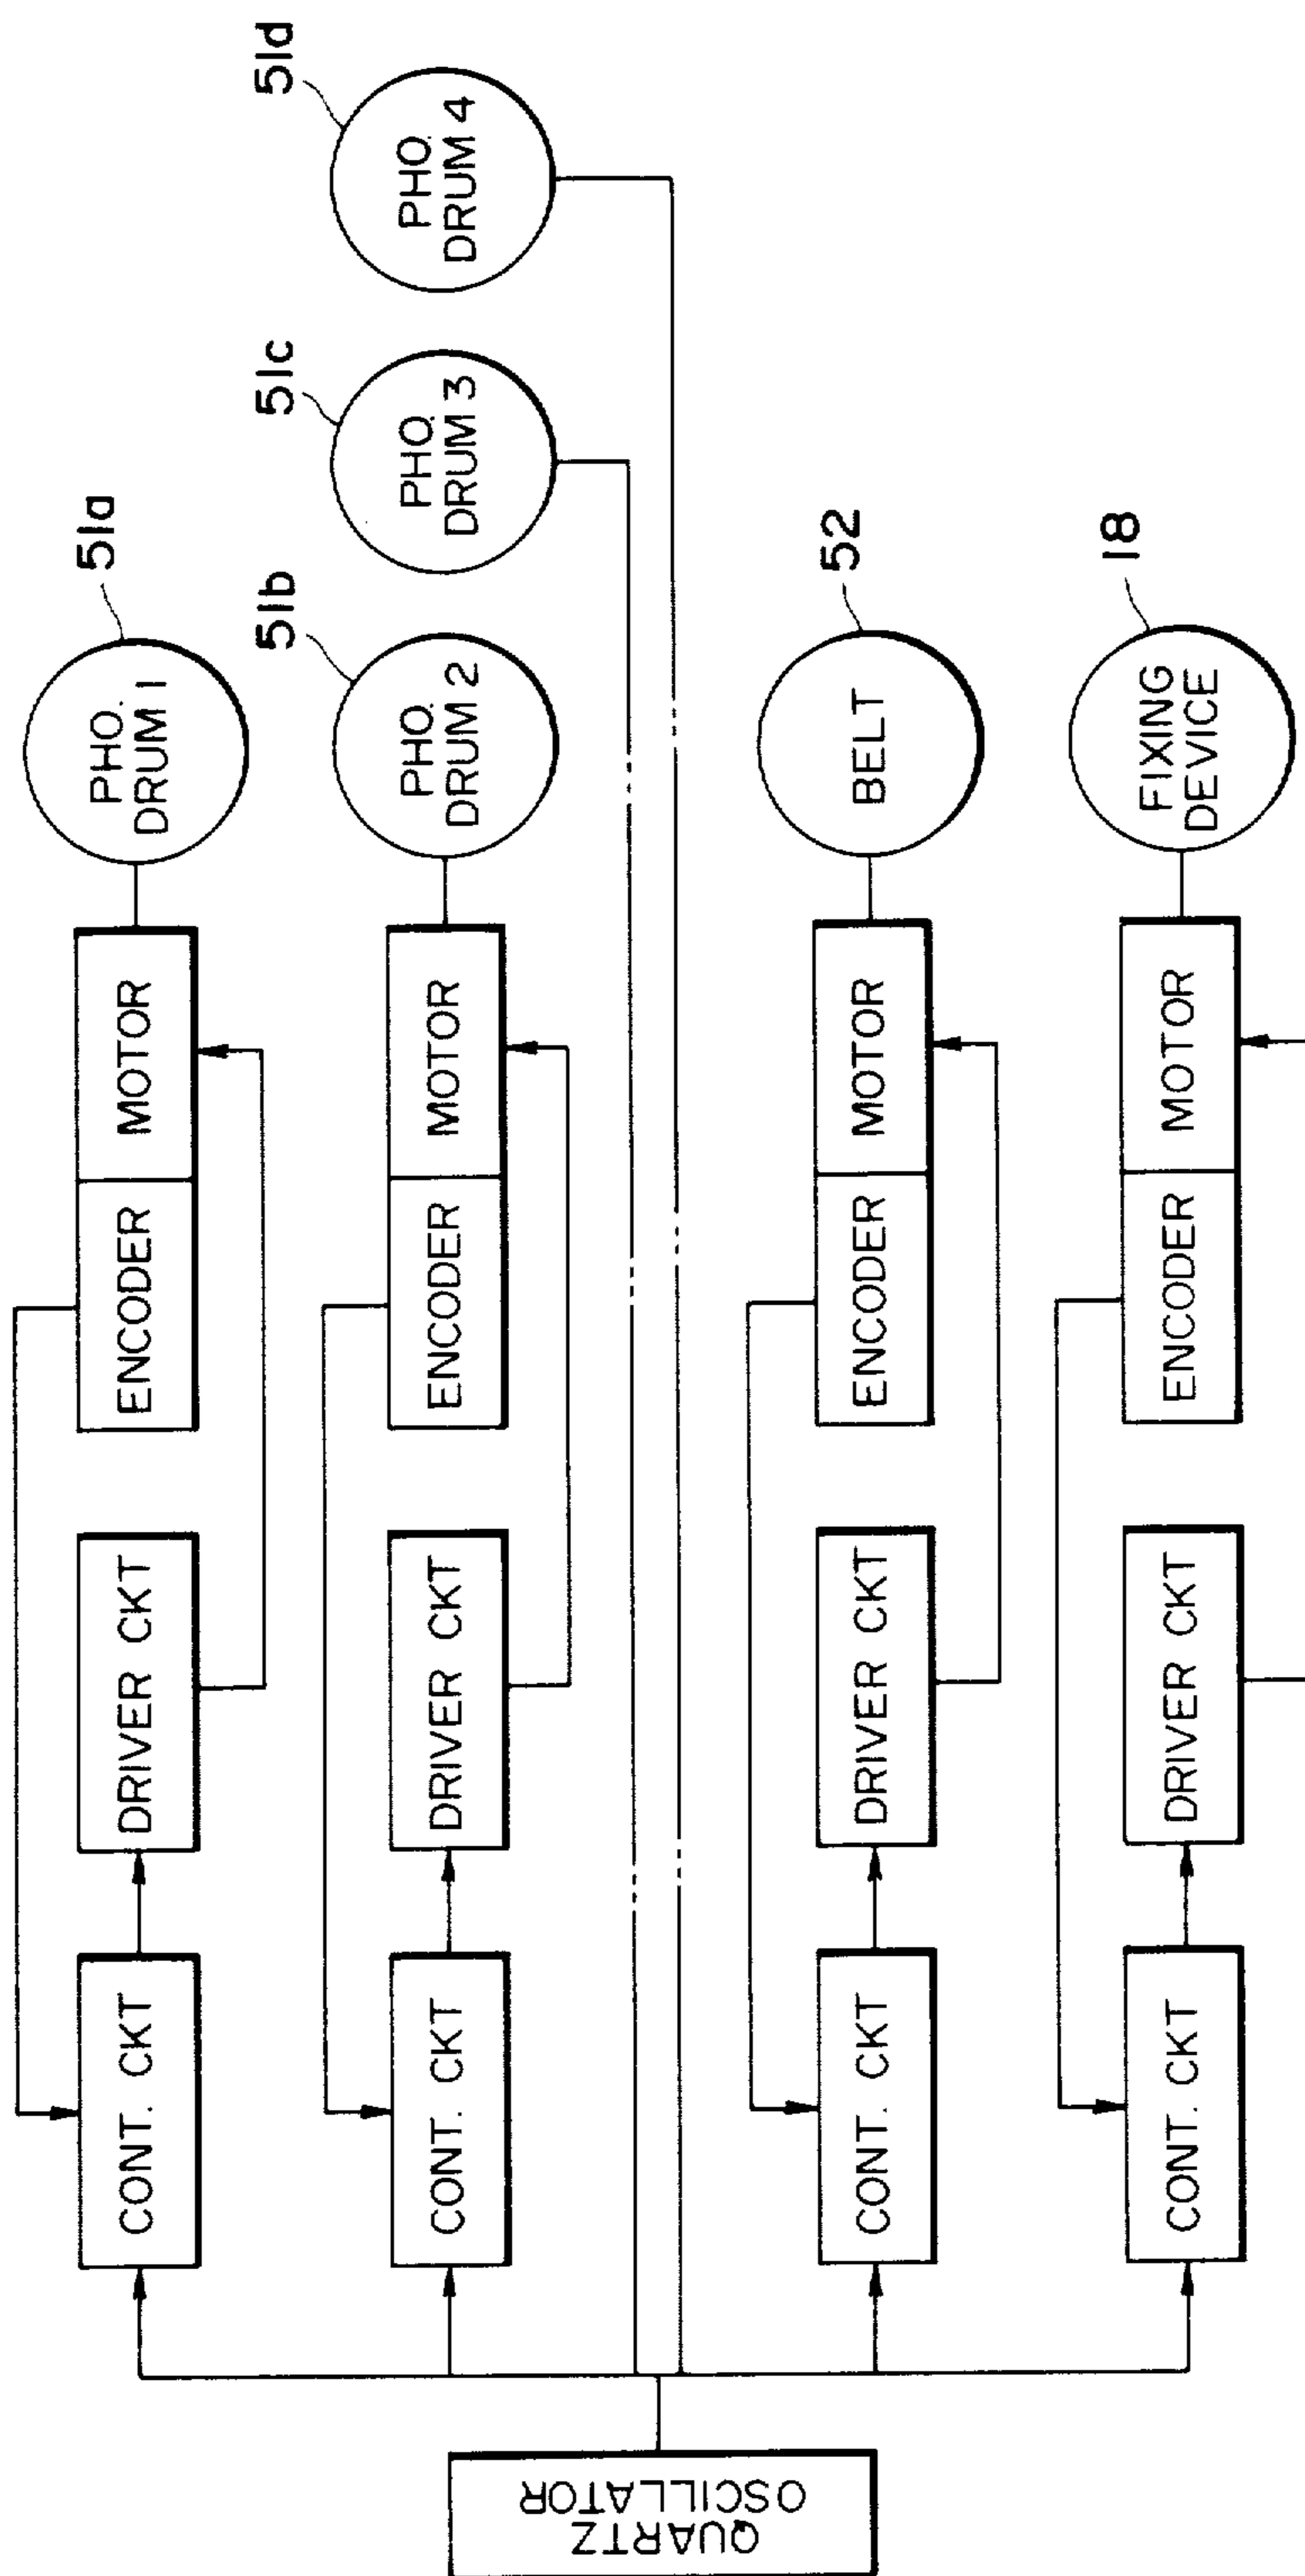 QUARTZ
OSCILLATOR
CONT. CKT
DRIVER CKT
ENCODER
MOTOR
PHO.
DRUM 1
51a
CONT. CKT
DRIVER CKT
ENCODER
MOTOR
PHO.
DRUM 2
51b
PHO.
DRUM 3
51c
PHO.
DRUM 4
51d
CONT. CKT
DRIVER CKT
ENCODER
MOTOR
BELT
52
CONT. CKT
DRIVER CKT
ENCODER
MOTOR
FIXING
DEVICE
18